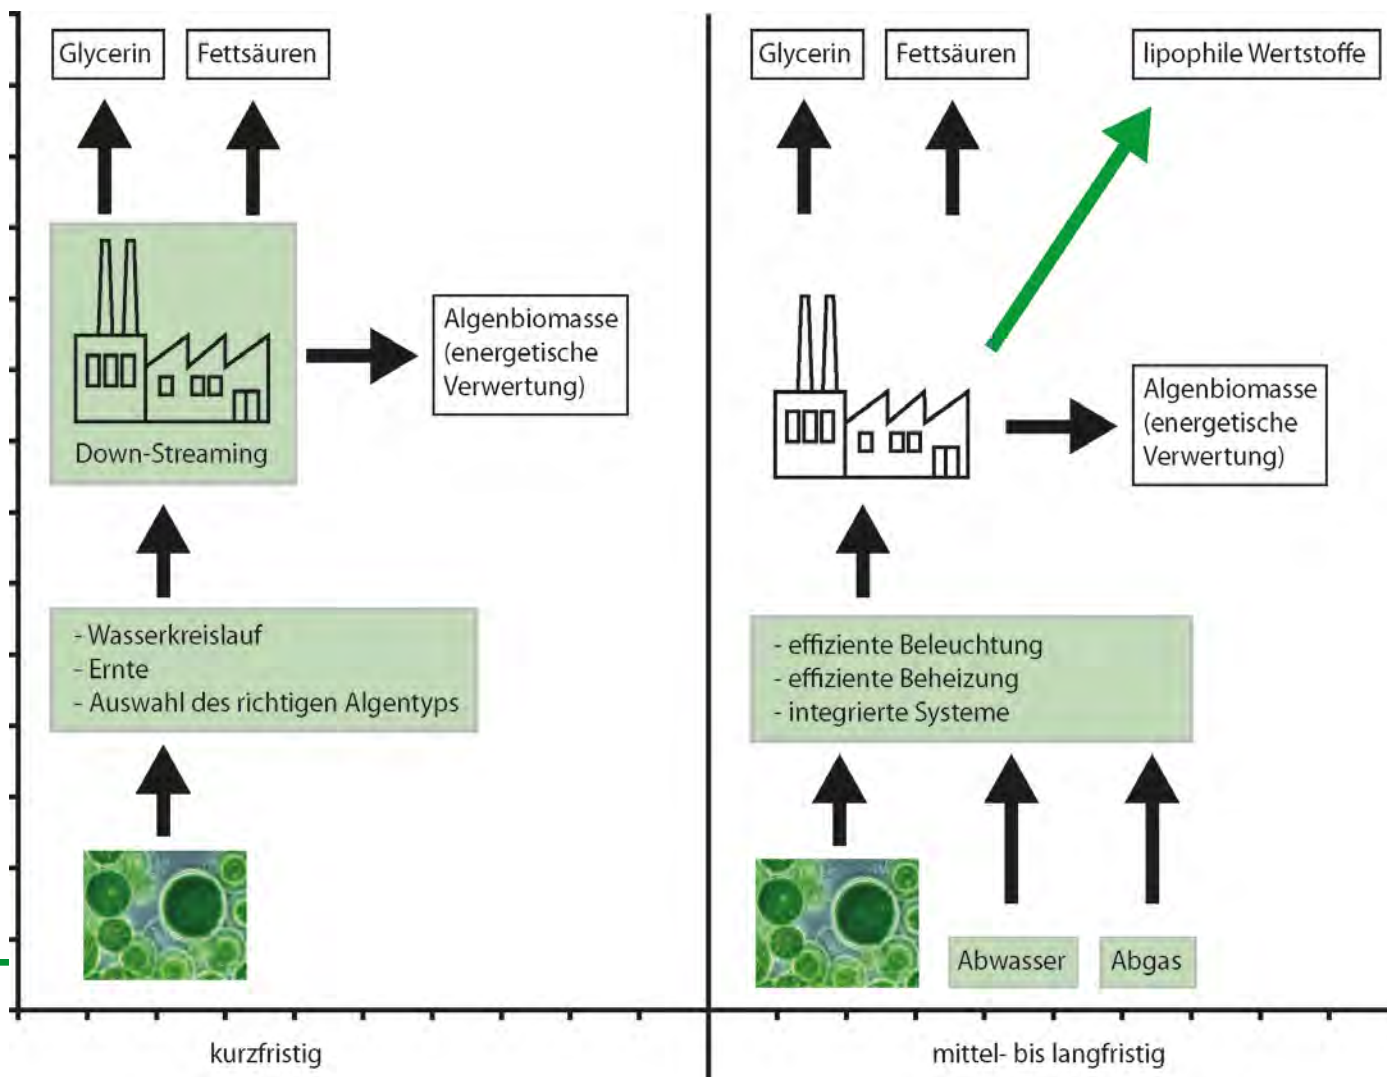 Glycerin
Fettsäuren
Algenbiomasse
(energetische
Verwertung)
Down-Streaming
- Wasserkreislauf
- Ernte
- Auswahl des richtigen Algentyps
kurzfristig
Glycerin
Fettsäuren
lipophile Wertstoffe
Algenbiomasse
(energetische
Verwertung)
- effiziente Beleuchtung
- effiziente Beheizung
- integrierte Systeme
Abwasser
Abgas
mittel- bis langfristig